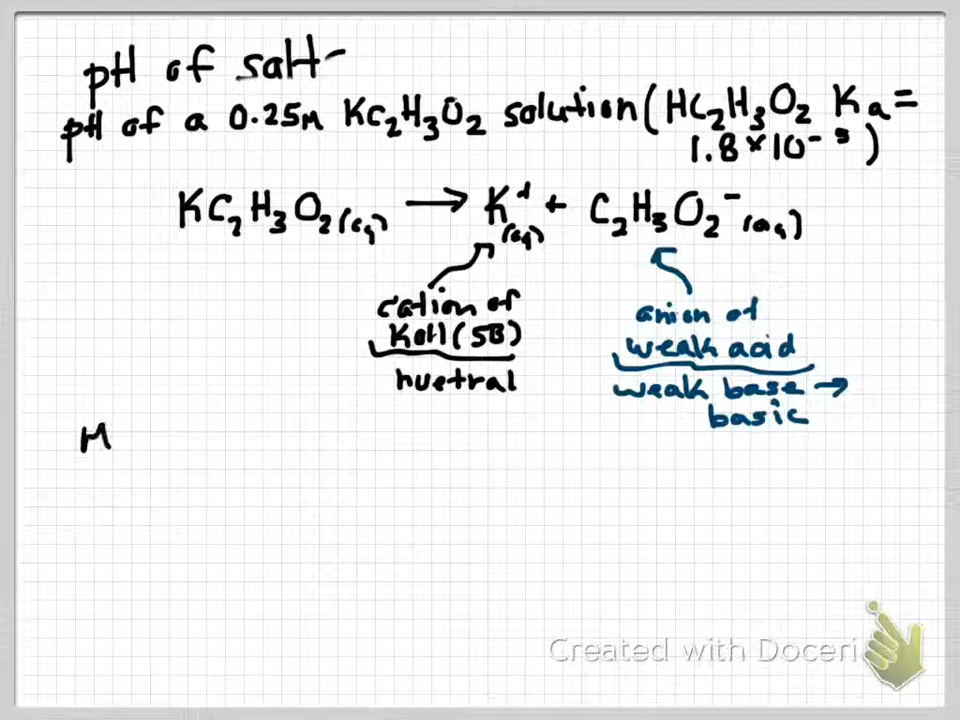 pH of salt
pH of a 0.25M KC₂H₃O₂ solution (HC₂H₃O₂ Ka =
1.8 × 10⁻⁵)
KC₂H₃O₂(aq) → K⁺(aq) + C₂H₃O₂⁻(aq)
cation of
KOH (SB)
nuetral
anion of
weak acid
weak base →
basic
M
Created with Doceri